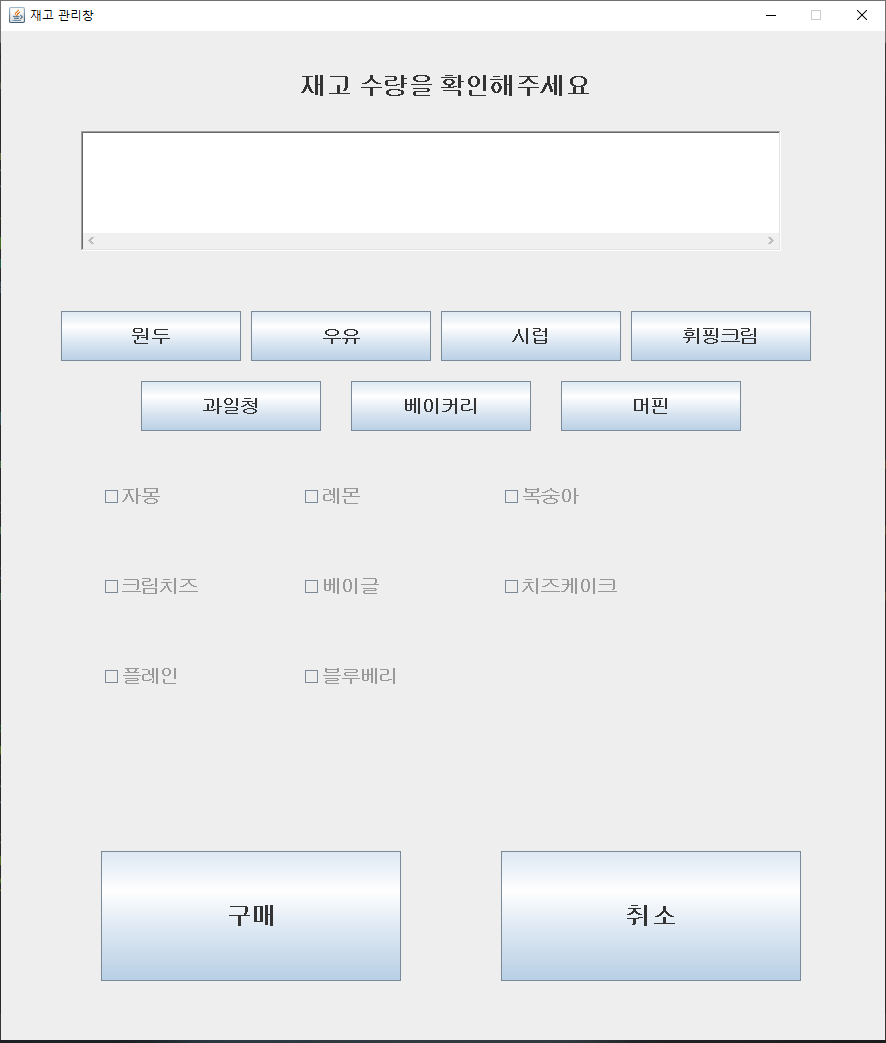 재고 관리창
재고 수량을 확인해주세요
원두 우유 시럽 휘핑크림
과일청 베이커리 머핀
자몽 레몬 복숭아
크림치즈 베이글 치즈케이크
플레인 블루베리
구매 취소